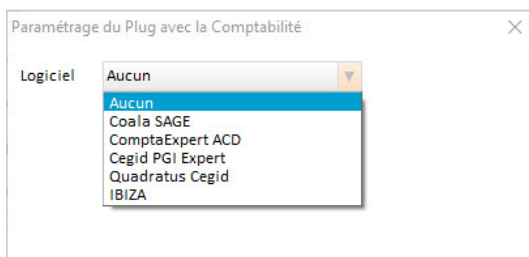 Paramétrage du Plug avec la Comptabilité
Logiciel Aucun
Aucun
Coala SAGE
ComptaExpert ACD
Cegid PGI Expert
Quadratus Cegid
IBIZA